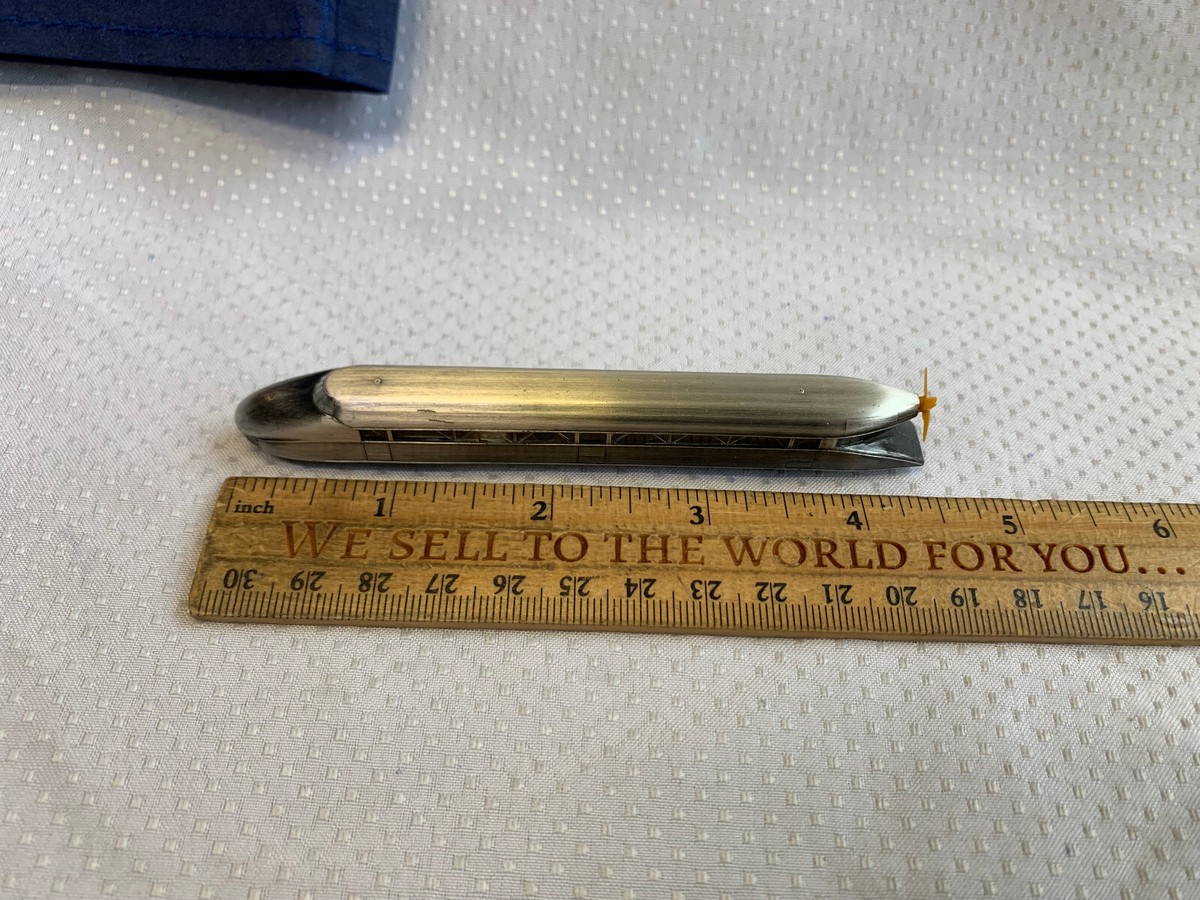 inch 1 2 3 4 5 6
WE SELL TO THE WORLD FOR YOU...
30 29 28 27 26 25 24 23 22 21 20 19 18 17 16